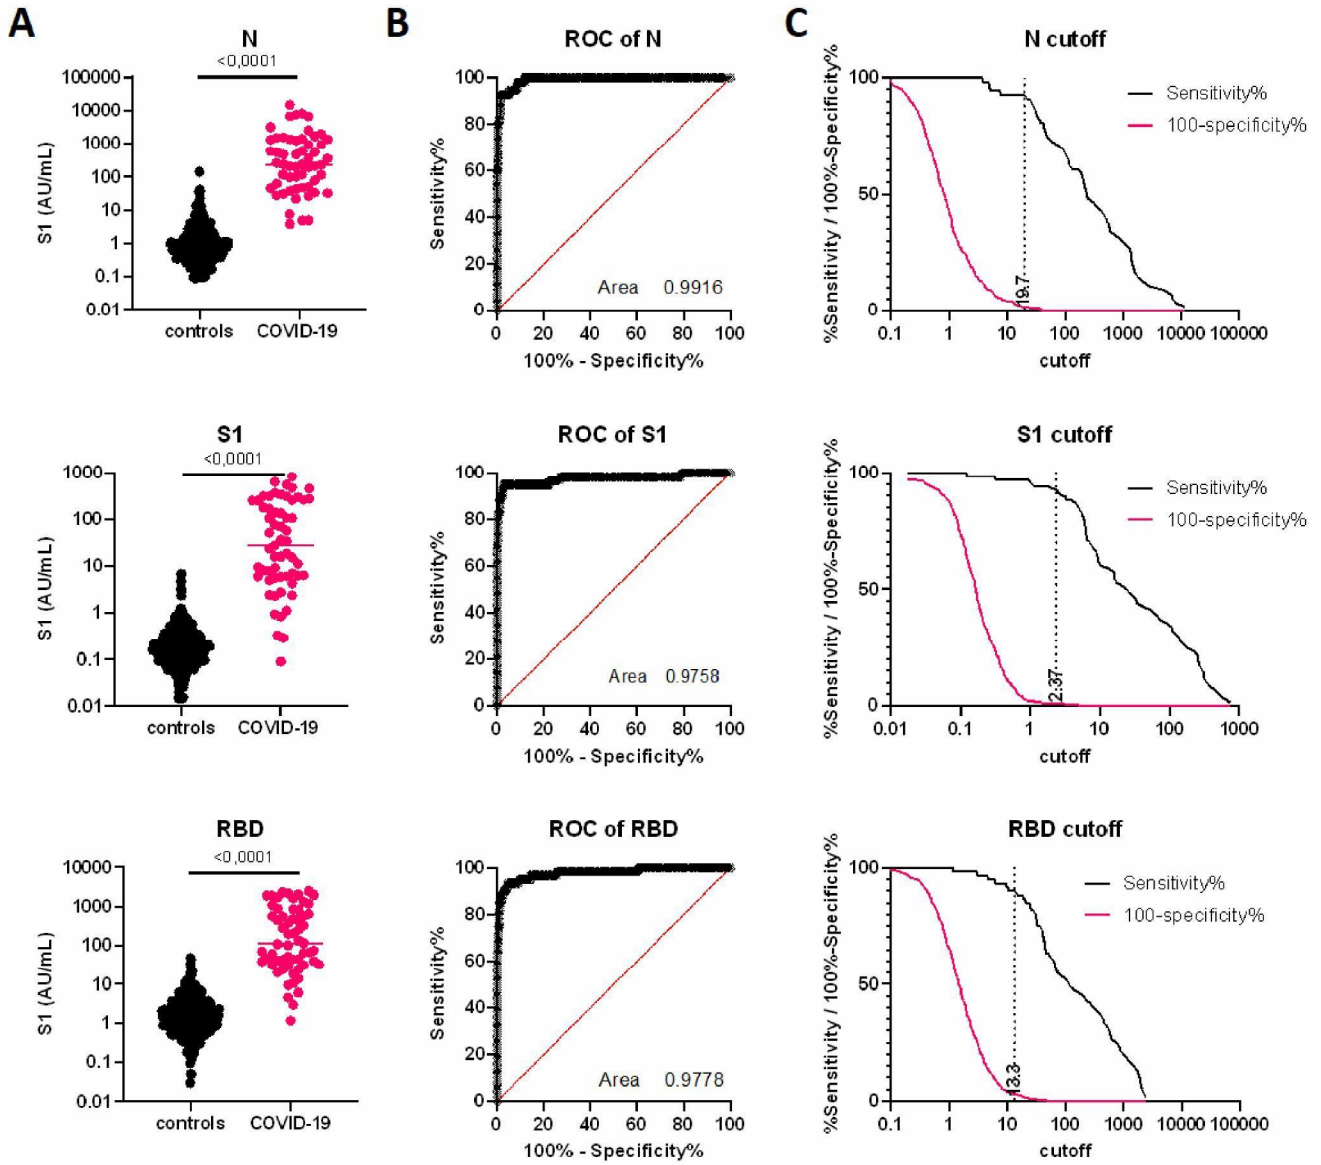 A
B
C
N
<0,0001
S1 (AU/mL)
100000
10000
1000
100
10
1
0.1
0.01
controls
COVID-19
ROC of N
Sensitivity%
100
80
60
40
20
0
Area 0.9916
0 20 40 60 80 100
100% - Specificity%
N cutoff
%Sensitivity / 100%-Specificity%
100
50
0
Sensitivity%
100-specificity%
19.7
0.1 1 10 100 1000 10000 100000
cutoff
S1
<0,0001
S1 (AU/mL)
1000
100
10
1
0.1
0.01
controls
COVID-19
ROC of S1
Sensitivity%
100
80
60
40
20
0
Area 0.9758
0 20 40 60 80 100
100% - Specificity%
S1 cutoff
%Sensitivity / 100%-Specificity%
100
50
0
Sensitivity%
100-specificity%
2.37
0.01 0.1 1 10 100 1000
cutoff
RBD
<0,0001
S1 (AU/mL)
10000
1000
100
10
1
0.1
0.01
controls
COVID-19
ROC of RBD
Sensitivity%
100
80
60
40
20
0
Area 0.9778
0 20 40 60 80 100
100% - Specificity%
RBD cutoff
%Sensitivity / 100%-Specificity%
100
50
0
Sensitivity%
100-specificity%
13.3
0.1 1 10 100 1000 10000 100000
cutoff